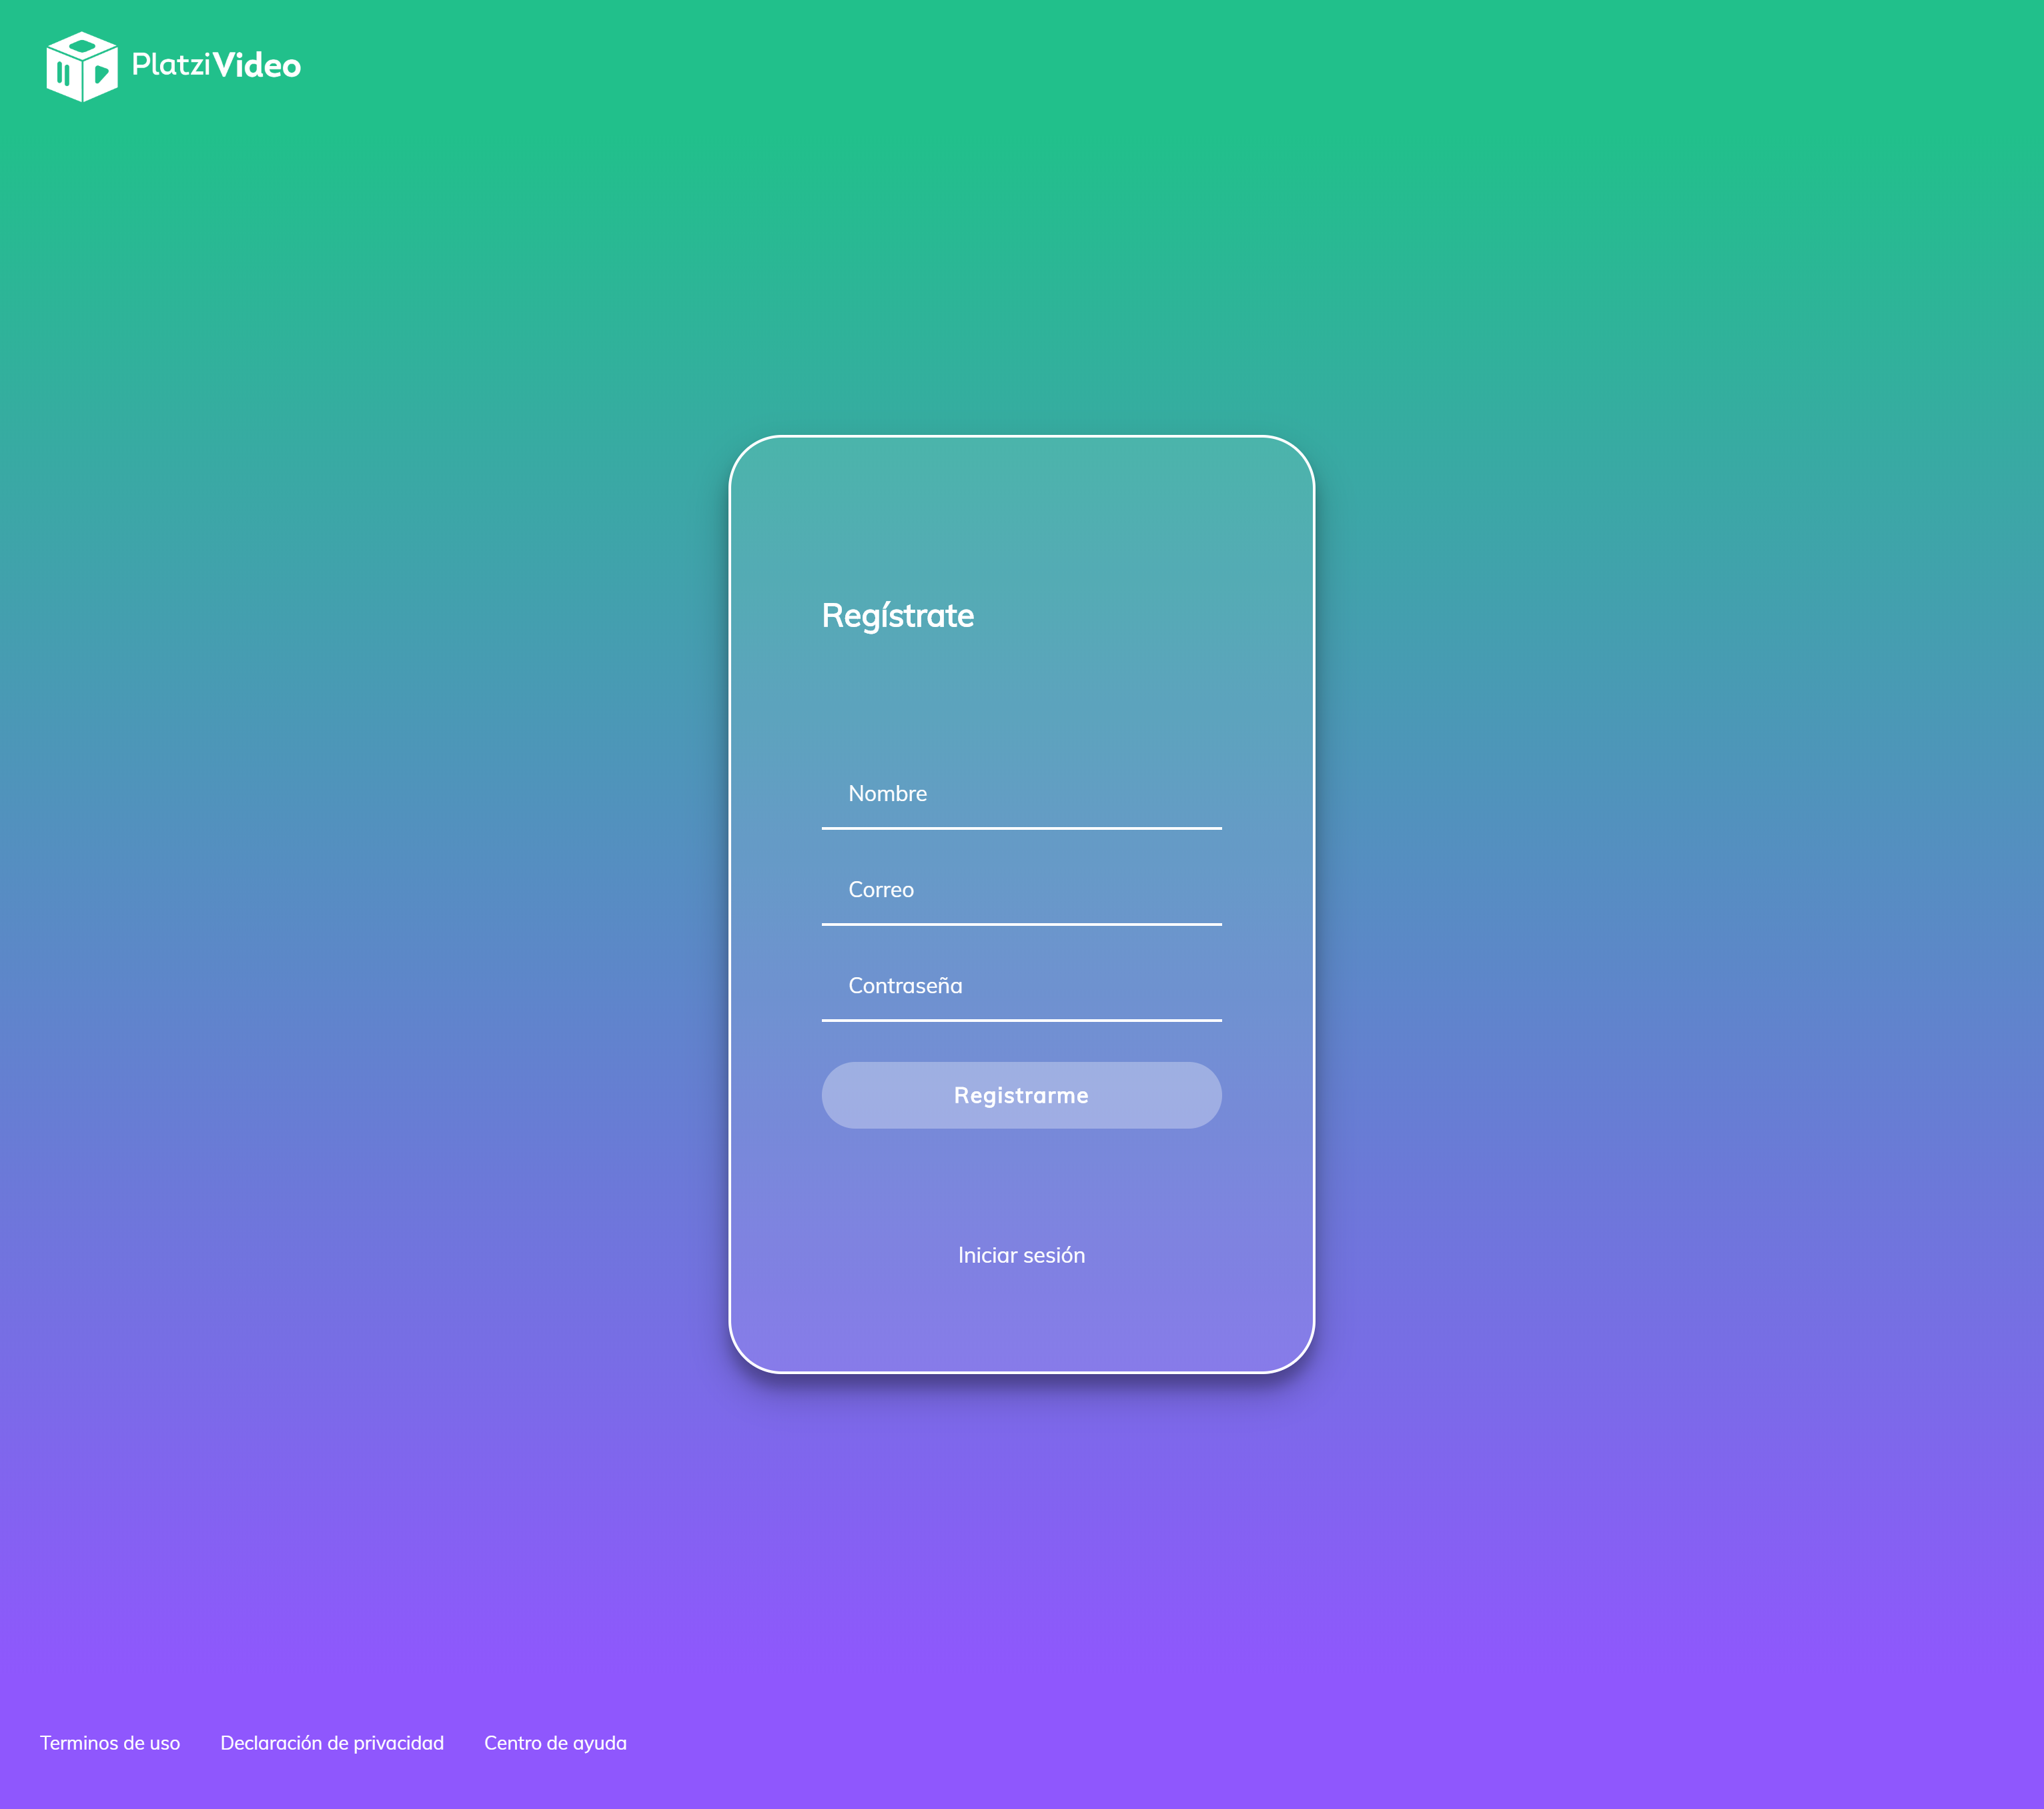 PlatziVideo
Regístrate
Nombre
Correo
Contraseña
Registrarme
Iniciar sesión
Terminos de uso Declaración de privacidad Centro de ayuda